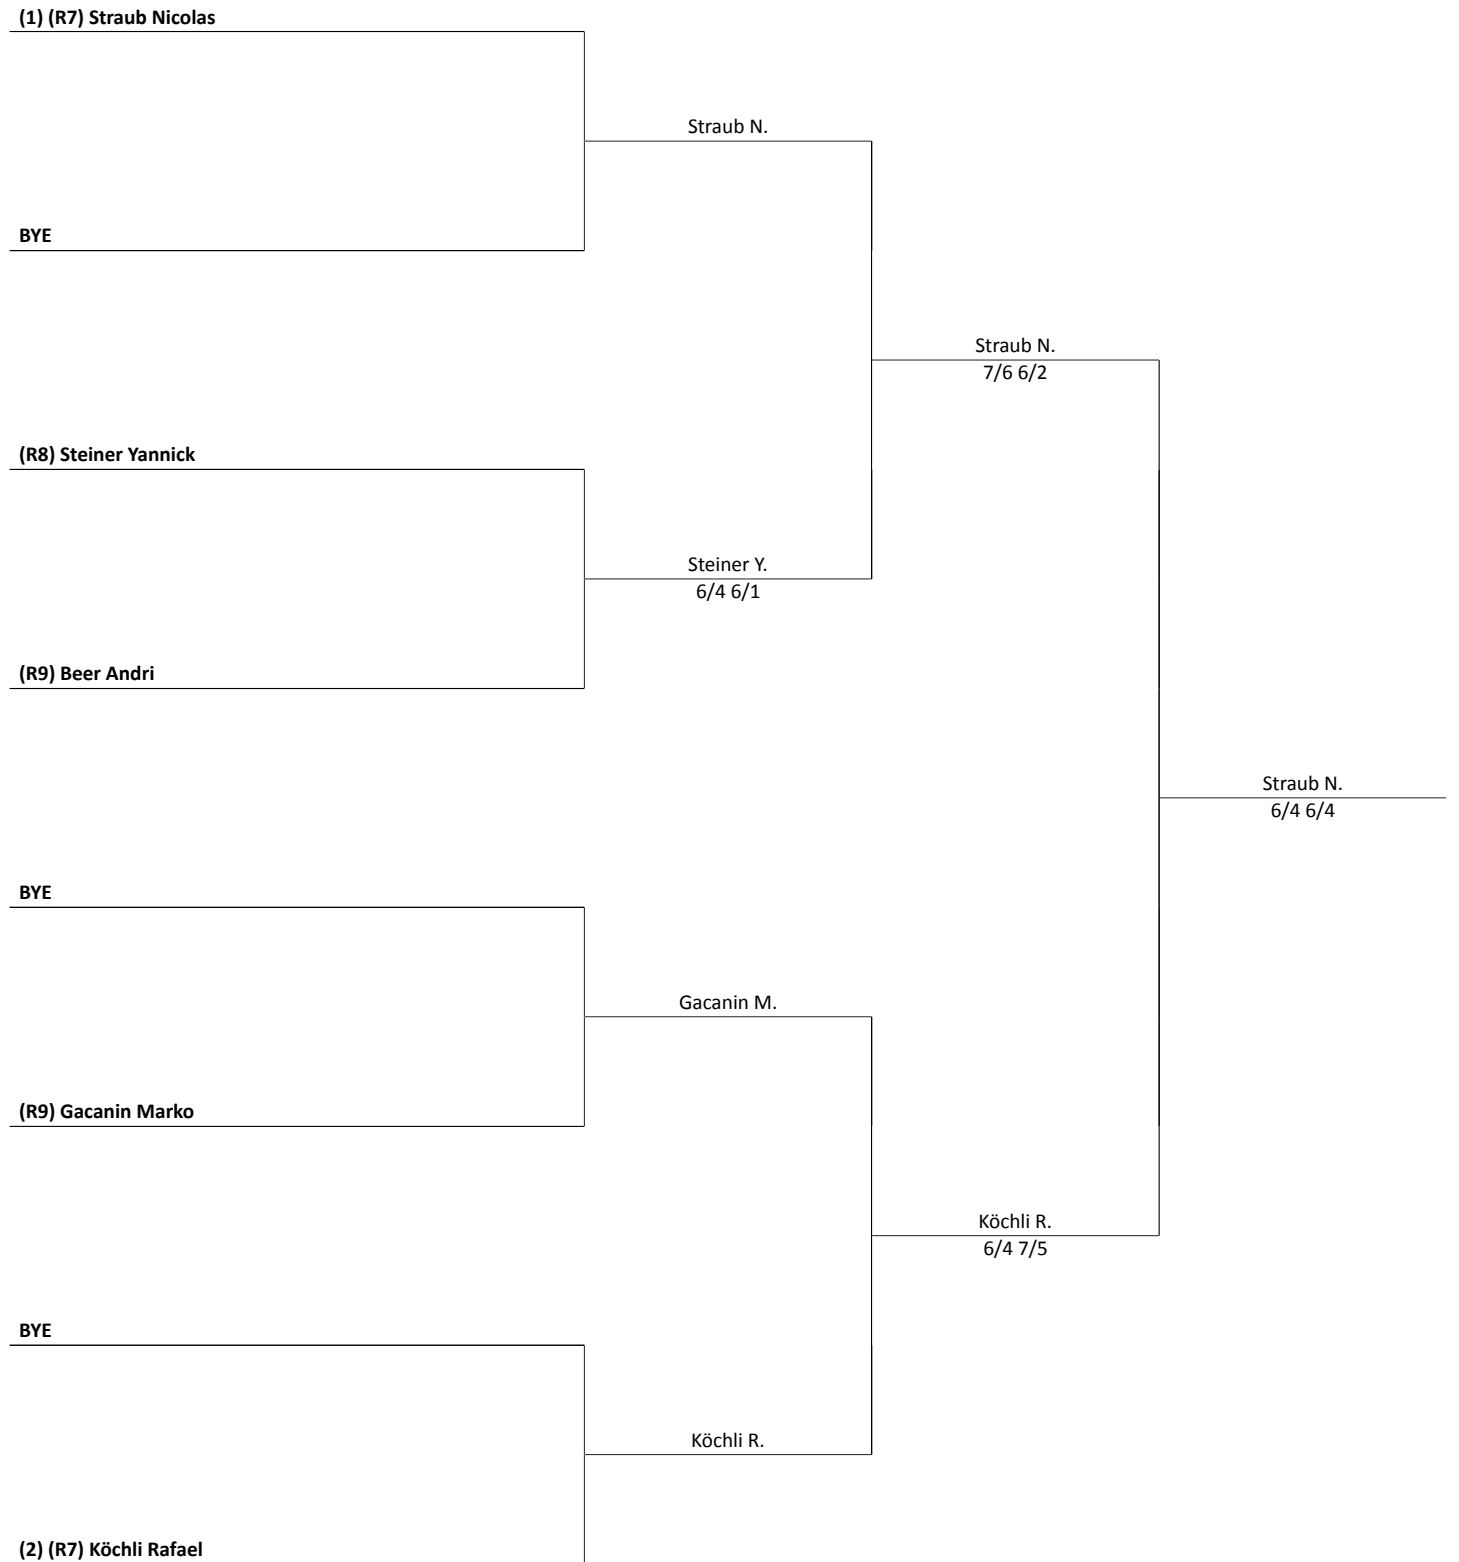 (1) (R7) Straub Nicolas
Straub N.
BYE
Straub N.
7/6 6/2
(R8) Steiner Yannick
Steiner Y.
6/4 6/1
(R9) Beer Andri
Straub N.
6/4 6/4
BYE
Gacanin M.
(R9) Gacanin Marko
Köchli R.
6/4 7/5
BYE
Köchli R.
(2) (R7) Köchli Rafael